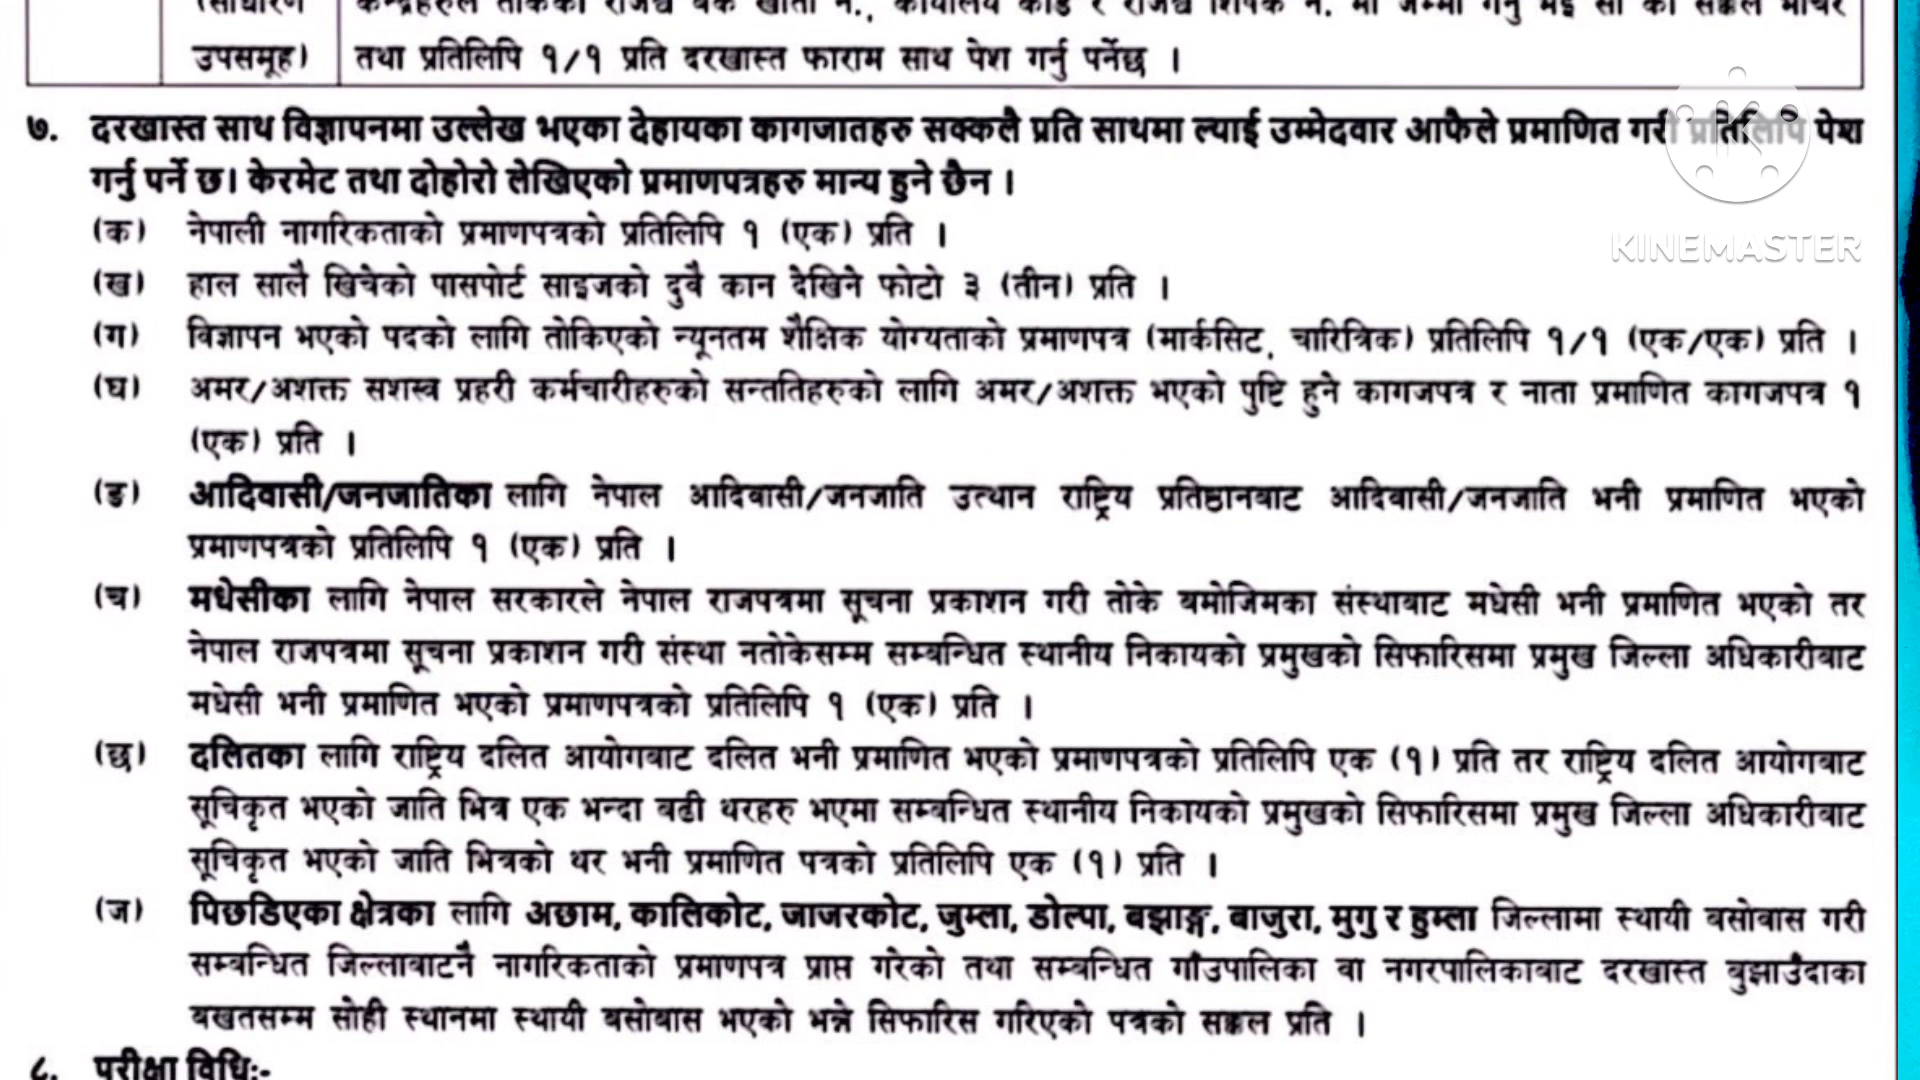 (साधारण
उपसमूह) तथा प्रतिलिपि १/१ प्रति दरखास्त फाराम साथ पेश गर्नु पर्नेछ ।
७. दरखास्त साथ विज्ञापनमा उल्लेख भएका देहायका कागजातहरु सक्कलै प्रति साथमा ल्याई उम्मेदवार आफैले प्रमाणित गरी प्रतिलिपि पेश
गर्नु पर्ने छ। केरमेट तथा दोहोरो लेखिएको प्रमाणपत्रहरु मान्य हुने छैन ।
KINEMASTER
(क) नेपाली नागरिकताको प्रमाणपत्रको प्रतिलिपि १ (एक) प्रति ।
(ख) हाल सालै खिचेको पासपोर्ट साइजको दुवै कान देखिने फोटो ३ (तीन) प्रति ।
(ग) विज्ञापन भएको पदको लागि तोकिएको न्यूनतम शैक्षिक योग्यताको प्रमाणपत्र (मार्कसिट, चारित्रिक) प्रतिलिपि १/१ (एक/एक) प्रति ।
(घ) अमर/अशक्त सशस्त्र प्रहरी कर्मचारीहरुको सन्ततिहरुको लागि अमर/अशक्त भएको पुष्टि हुने कागजपत्र र नाता प्रमाणित कागजपत्र १
(एक) प्रति ।
(ङ) आदिवासी/जनजातिका लागि नेपाल आदिवासी/जनजाति उत्थान राष्ट्रिय प्रतिष्ठानबाट आदिवासी/जनजाति भनी प्रमाणित भएको
प्रमाणपत्रको प्रतिलिपि १ (एक) प्रति ।
(च) मधेसीका लागि नेपाल सरकारले नेपाल राजपत्रमा सूचना प्रकाशन गरी तोके बमोजिमका संस्थाबाट मधेसी भनी प्रमाणित भएको तर
नेपाल राजपत्रमा सूचना प्रकाशन गरी संस्था नतोकेसम्म सम्बन्धित स्थानीय निकायको प्रमुखको सिफारिसमा प्रमुख जिल्ला अधिकारीबाट
मधेसी भनी प्रमाणित भएको प्रमाणपत्रको प्रतिलिपि १ (एक) प्रति ।
(छ) दलितका लागि राष्ट्रिय दलित आयोगबाट दलित भनी प्रमाणित भएको प्रमाणपत्रको प्रतिलिपि एक (१) प्रति तर राष्ट्रिय दलित आयोगबाट
सूचिकृत भएको जाति भित्र एक भन्दा बढी थरहरु भएमा सम्बन्धित स्थानीय निकायको प्रमुखको सिफारिसमा प्रमुख जिल्ला अधिकारीबाट
सूचिकृत भएको जाति भित्रको थर भनी प्रमाणित पत्रको प्रतिलिपि एक (१) प्रति ।
(ज) पिछडिएका क्षेत्रका लागि अछाम, कालिकोट, जाजरकोट, जुम्ला, डोल्पा, बझाङ्ग, बाजुरा, मुगु र हुम्ला जिल्लामा स्थायी बसोबास गरी
सम्बन्धित जिल्लाबाटनै नागरिकताको प्रमाणपत्र प्राप्त गरेको तथा सम्बन्धित गाँउपालिका वा नगरपालिकाबाट दरखास्त बुझाउँदाका
बखतसम्म सोही स्थानमा स्थायी बसोबास भएको भन्ने सिफारिस गरिएको पत्रको सक्कल प्रति ।
८. परीक्षा विधिः-